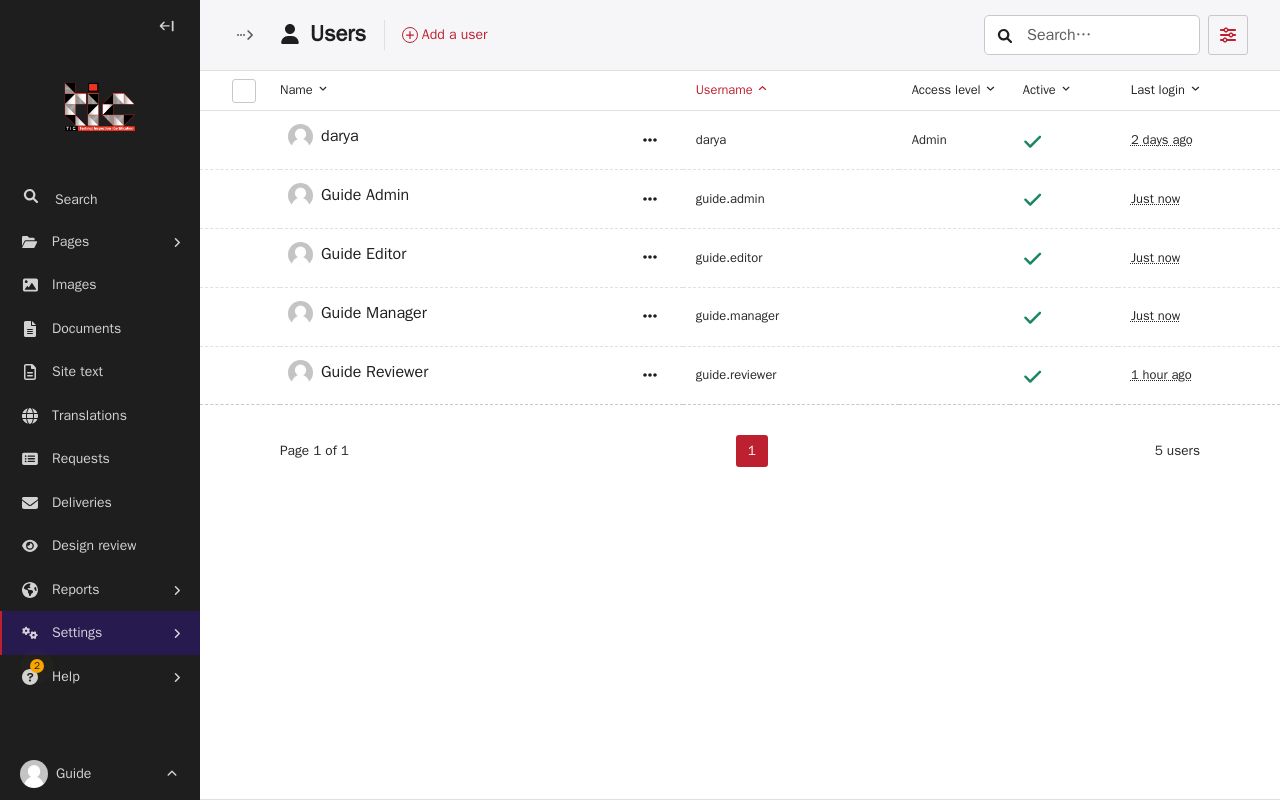 Users
Add a user
Search…
Name
Username
Access level
Active
Last login
darya
darya
Admin
2 days ago
Guide Admin
guide.admin
Just now
Guide Editor
guide.editor
Just now
Guide Manager
guide.manager
Just now
Guide Reviewer
guide.reviewer
1 hour ago
Page 1 of 1
1
5 users
Search
Pages
Images
Documents
Site text
Translations
Requests
Deliveries
Design review
Reports
Settings
2
Help
Guide